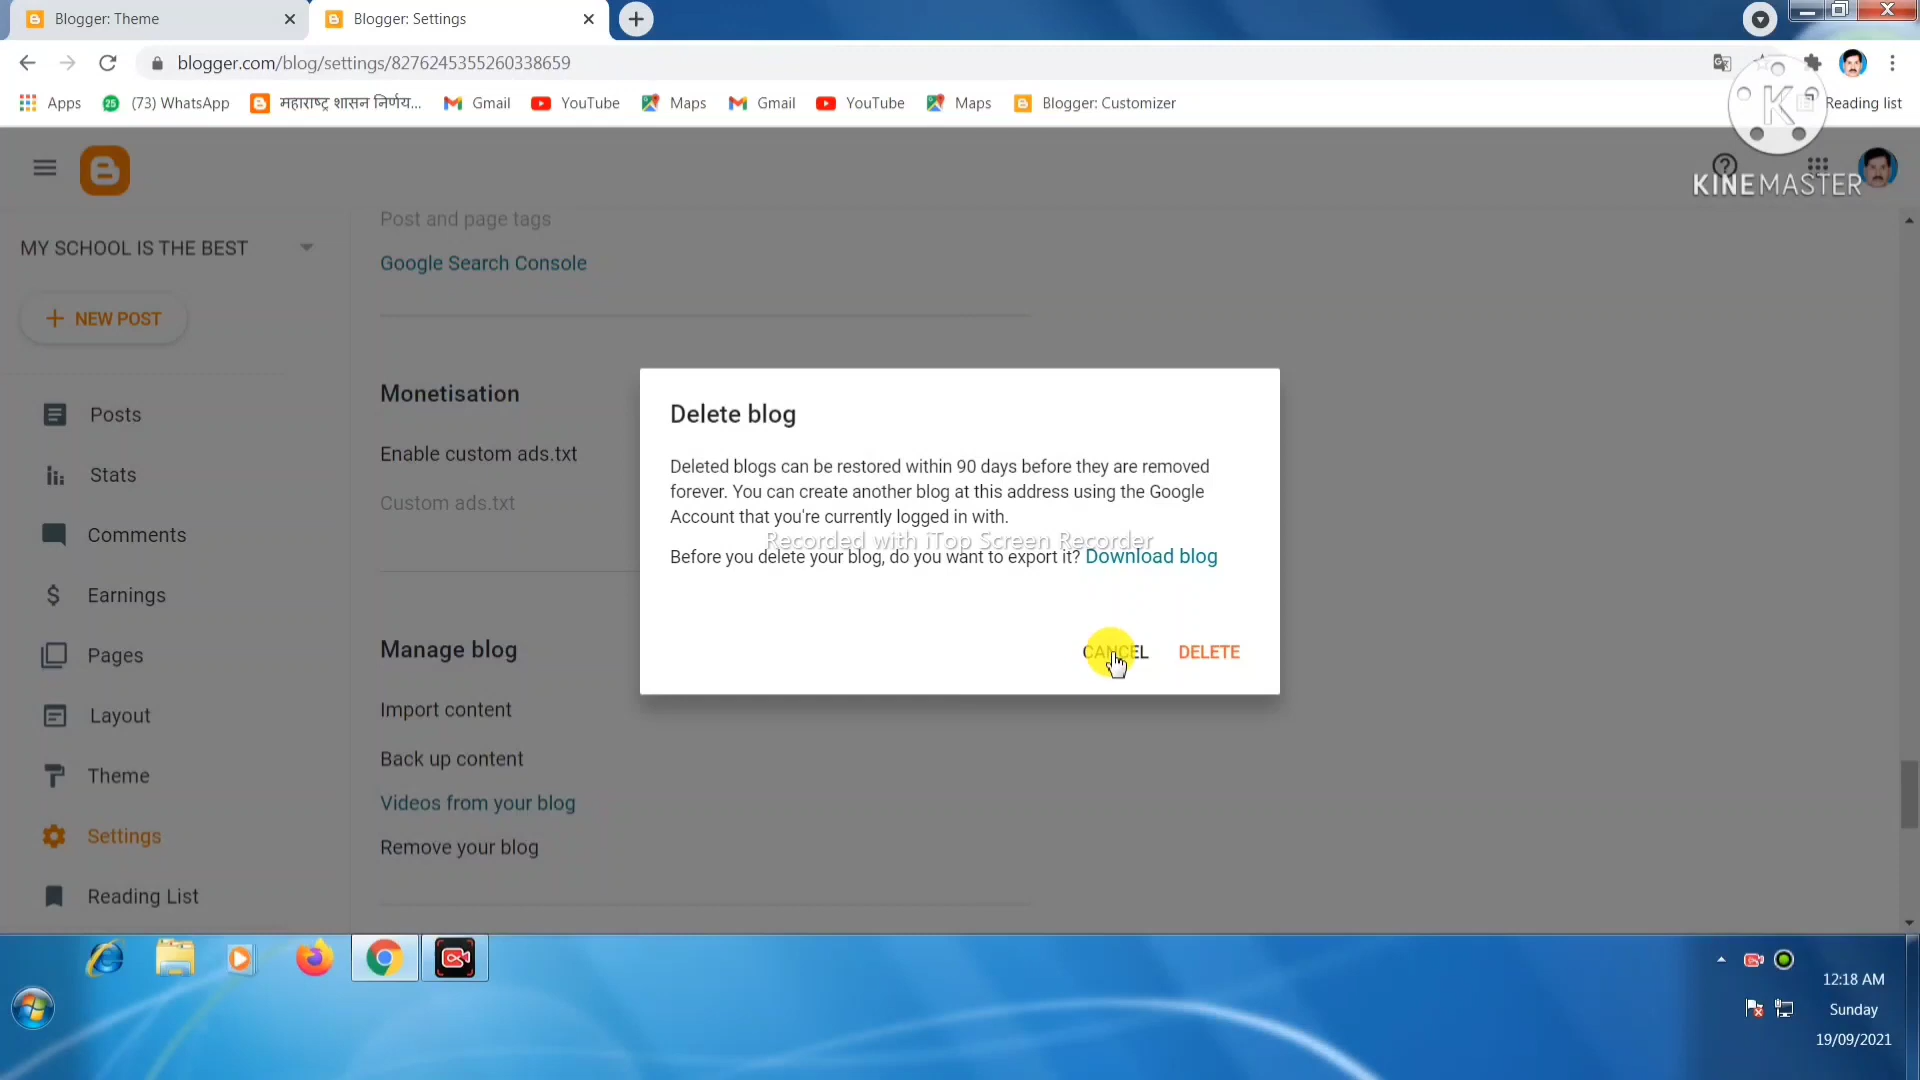 Blogger: Theme
Blogger: Settings
blogger.com/blog/settings/8276245355260338659
Apps
25
(73) WhatsApp
महाराष्ट्र शासन निर्णय...
Gmail
YouTube
Maps
Gmail
YouTube
Maps
Blogger: Customizer
Reading list
K
KINEMASTER
MY SCHOOL IS THE BEST
NEW POST
Posts
Stats
Comments
Earnings
Pages
Layout
Theme
Settings
Reading List
Post and page tags
Google Search Console
Monetisation
Enable custom ads.txt
Custom ads.txt
Manage blog
Import content
Back up content
Videos from your blog
Remove your blog
Delete blog
Deleted blogs can be restored within 90 days before they are removed
forever. You can create another blog at this address using the Google
Account that you're currently logged in with.
Recorded with iTop Screen Recorder
Before you delete your blog, do you want to export it? Download blog
CANCEL
DELETE
12:18 AM
Sunday
19/09/2021